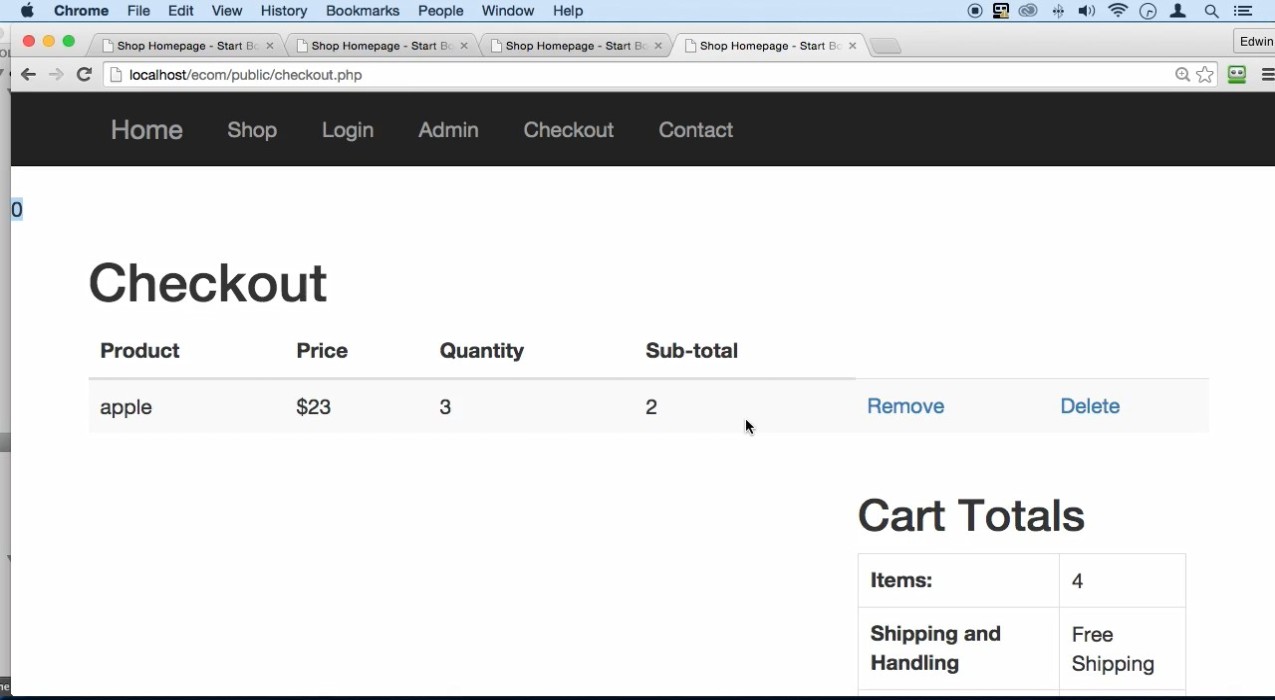 Chrome File Edit View History Bookmarks People Window Help
Shop Homepage - Start Bo Shop Homepage - Start Bo Shop Homepage - Start Bo Shop Homepage - Start Bo Edwin
localhost/ecom/public/checkout.php
Home Shop Login Admin Checkout Contact
0
Checkout
Product Price Quantity Sub-total
apple $23 3 2 Remove Delete
Cart Totals
Items: 4
Shipping and Free
Handling Shipping